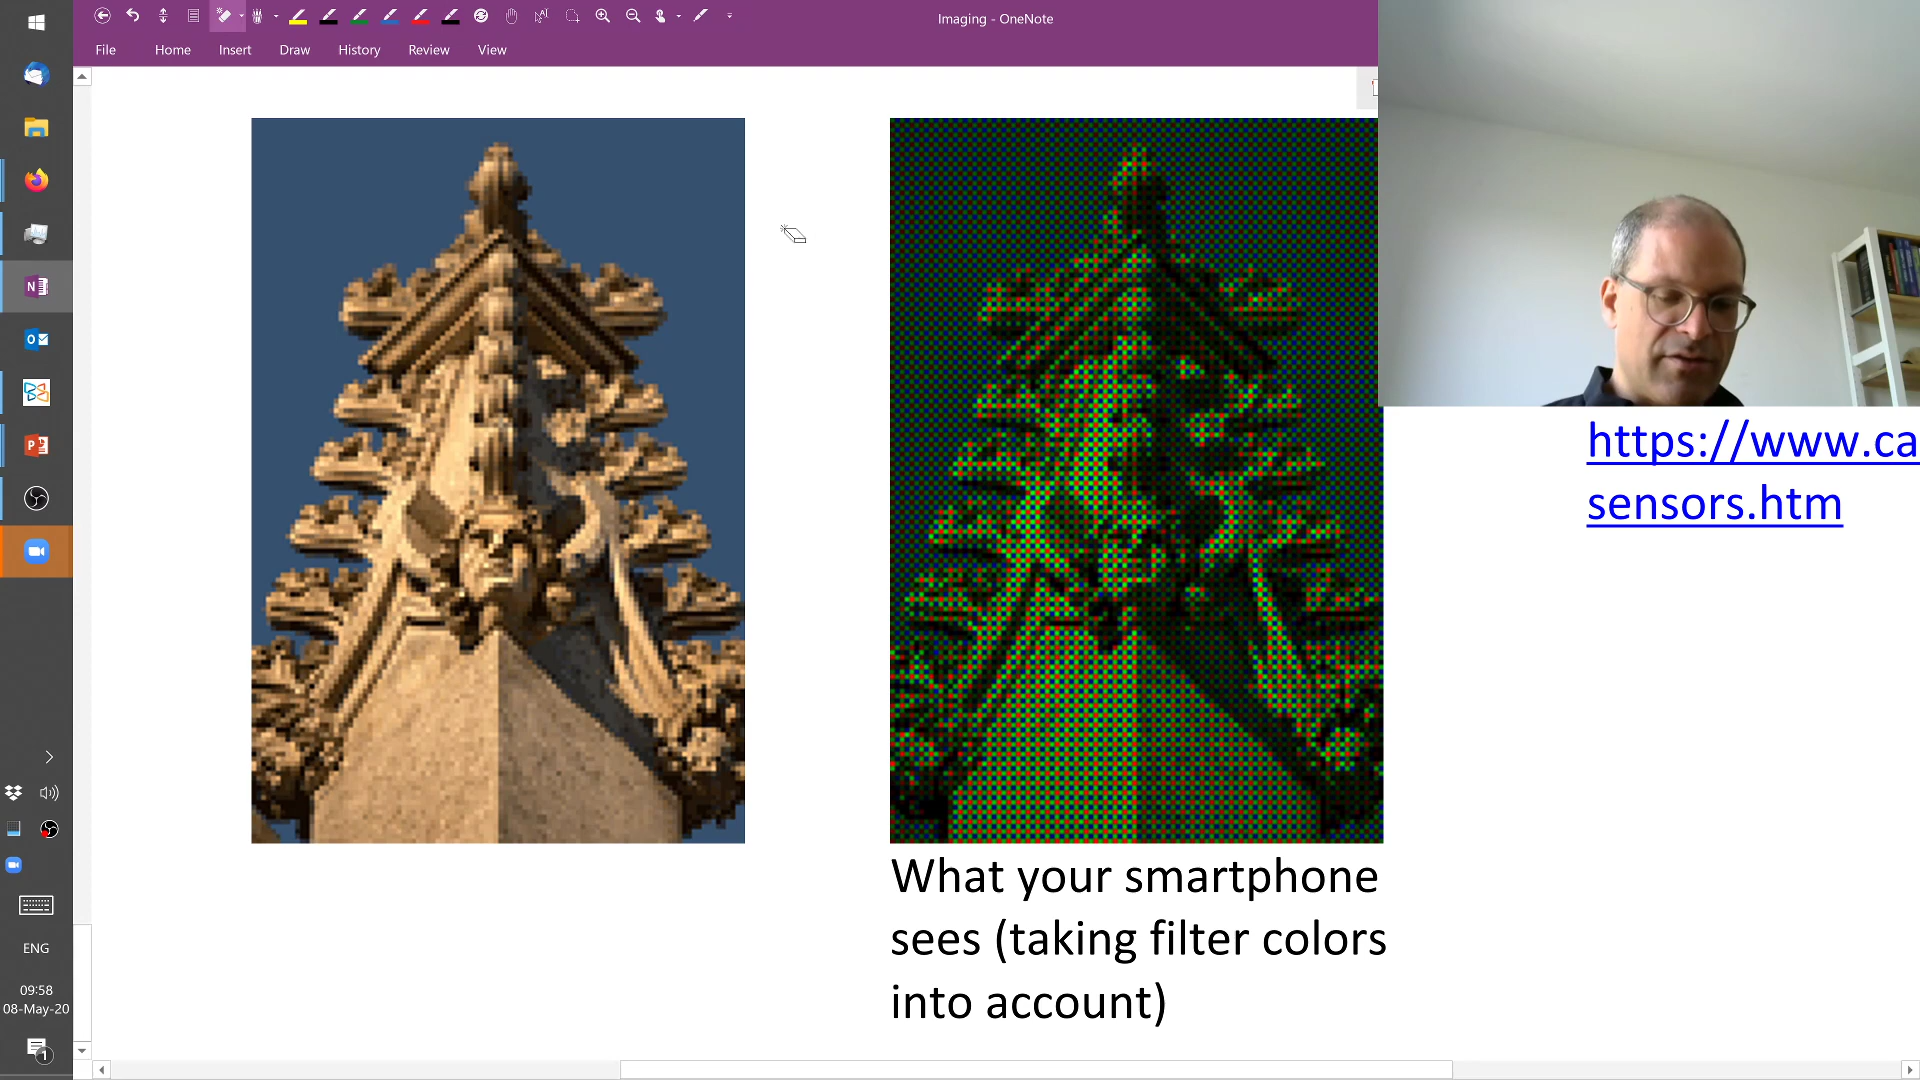 Imaging - OneNote
File Home Insert Draw History Review View
https://www.ca
sensors.htm
What your smartphone
sees (taking filter colors
into account)
ENG
09:58
08-May-20
1